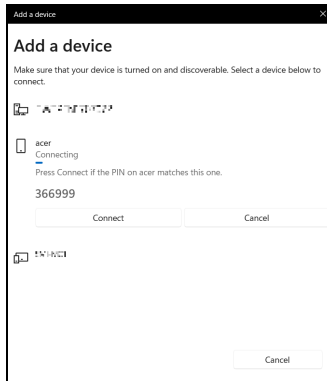 Add a device
Add a device
Make sure that your device is turned on and discoverable. Select a device below to
connect.
acer
Connecting
Press Connect if the PIN on acer matches this one.
366999
Connect Cancel
Cancel